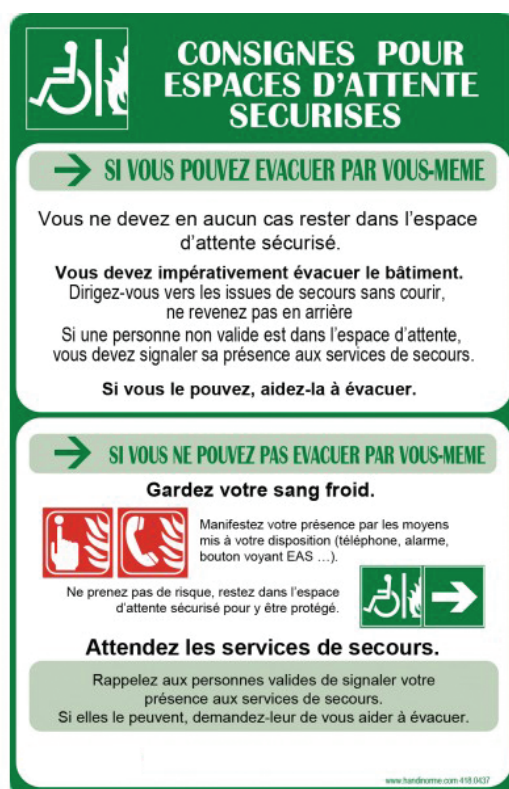 CONSIGNES POUR
ESPACES D'ATTENTE
SECURISES
SI VOUS POUVEZ EVACUER PAR VOUS-MEME
Vous ne devez en aucun cas rester dans l'espace
d'attente sécurisé.
Vous devez impérativement évacuer le bâtiment.
Dirigez-vous vers les issues de secours sans courir,
ne revenez pas en arrière
Si une personne non valide est dans l'espace d'attente,
vous devez signaler sa présence aux services de secours.
Si vous le pouvez, aidez-la à évacuer.
SI VOUS NE POUVEZ PAS EVACUER PAR VOUS-MEME
Gardez votre sang froid.
Manifestez votre présence par les moyens
mis à votre disposition (téléphone, alarme,
bouton voyant EAS ...).
Ne prenez pas de risque, restez dans l'espace
d'attente sécurisé pour y être protégé.
Attendez les services de secours.
Rappelez aux personnes valides de signaler votre
présence aux services de secours.
Si elles le peuvent, demandez-leur de vous aider à évacuer.
www.handinorme.com 418.0437